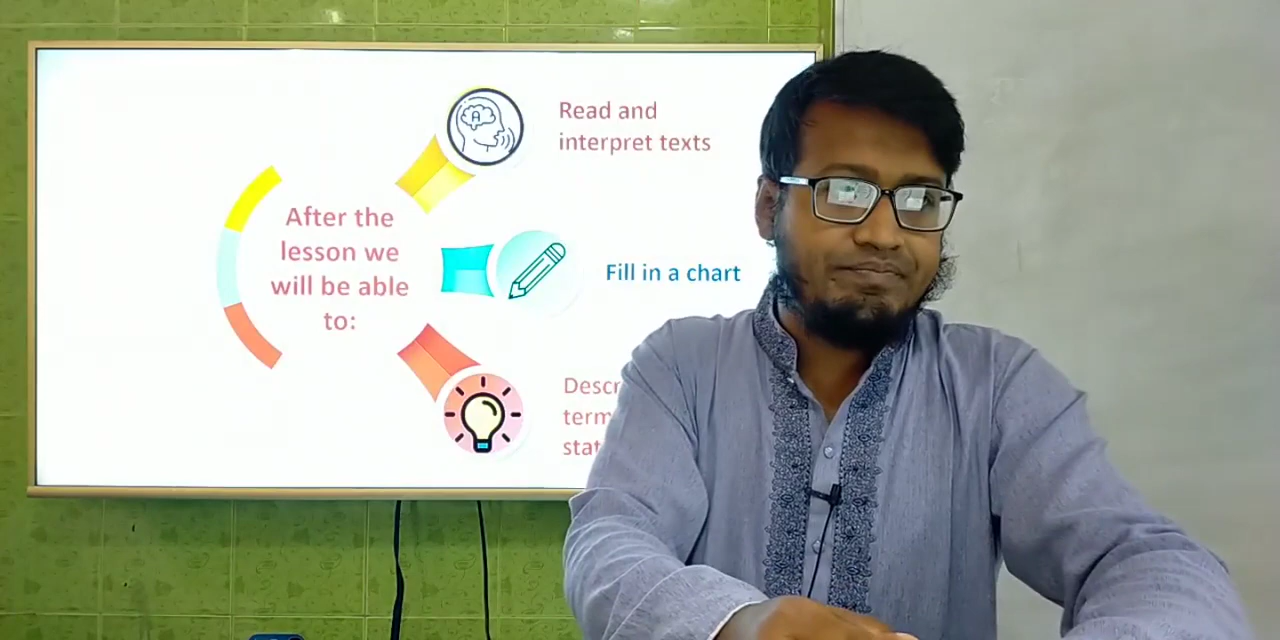 Read and
interpret texts
After the
lesson we
will be able
to:
Fill in a chart